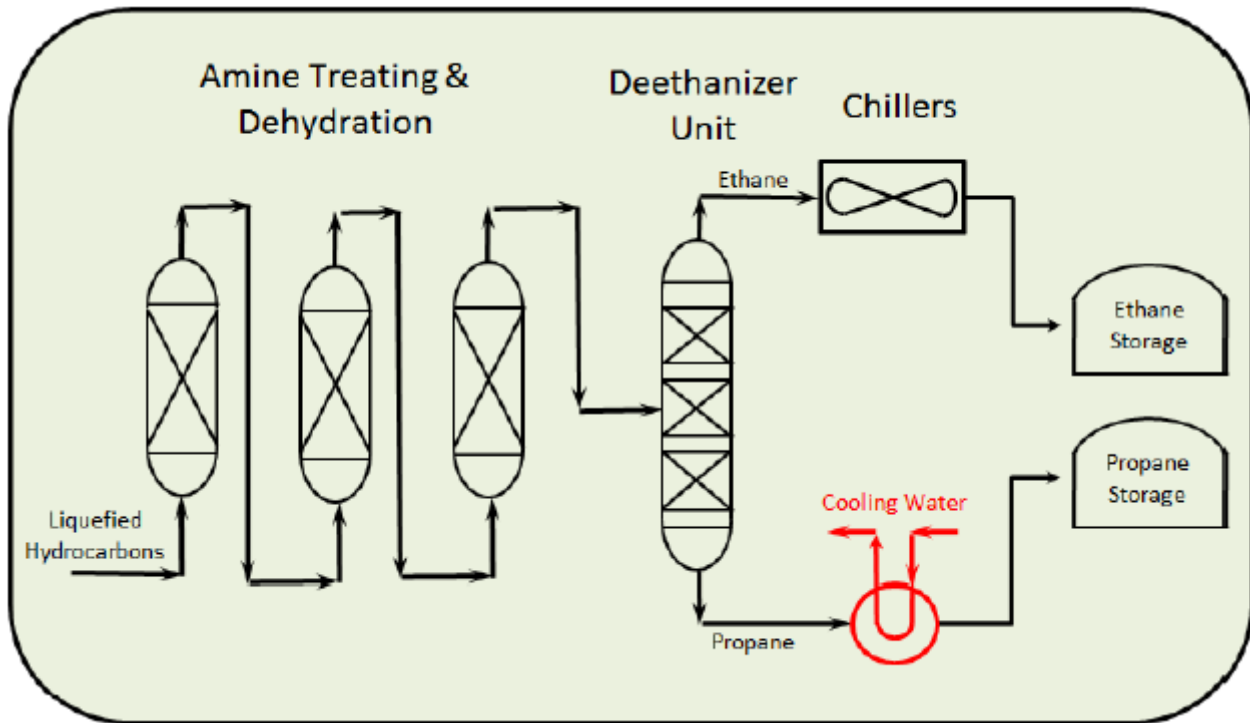 Amine Treating &
Dehydration
Deethanizer
Unit
Chillers
Ethane
Ethane
Storage
Propane
Storage
Cooling Water
Liquefied
Hydrocarbons
Propane